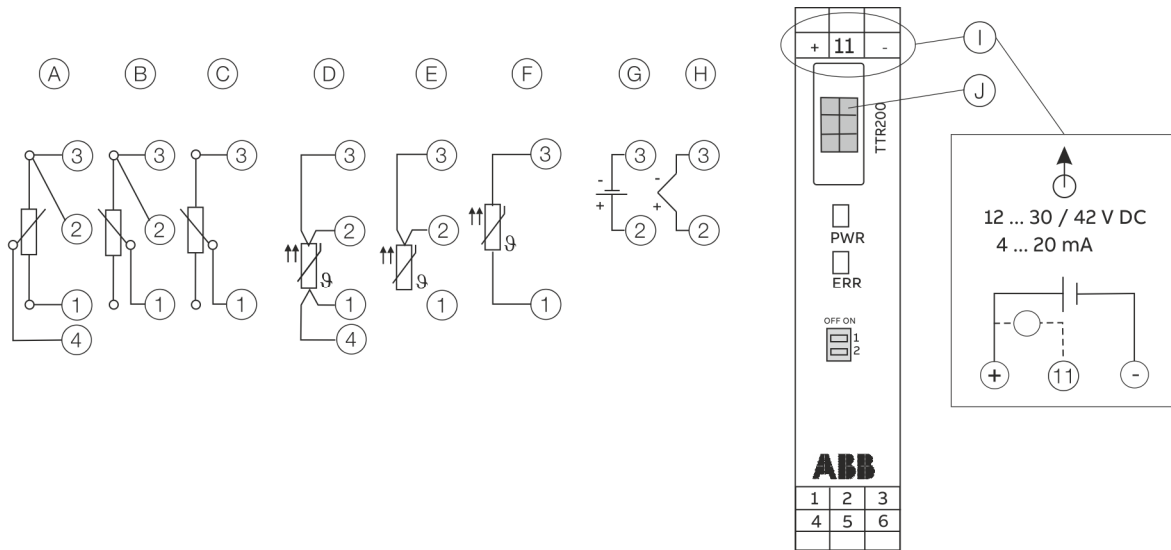 A B C D E F G H I
J
+ 11 -
TTR200
PWR
ERR
OFF ON
1
2
ABB
1 2 3
4 5 6
3
2
1
4
3
2
1
3
1
3
2
ϑ
1
4
3
2
ϑ
1
3
ϑ
1
-
+
3
2
-
+
3
2
12 ... 30 / 42 V DC
4 ... 20 mA
+ 11 -